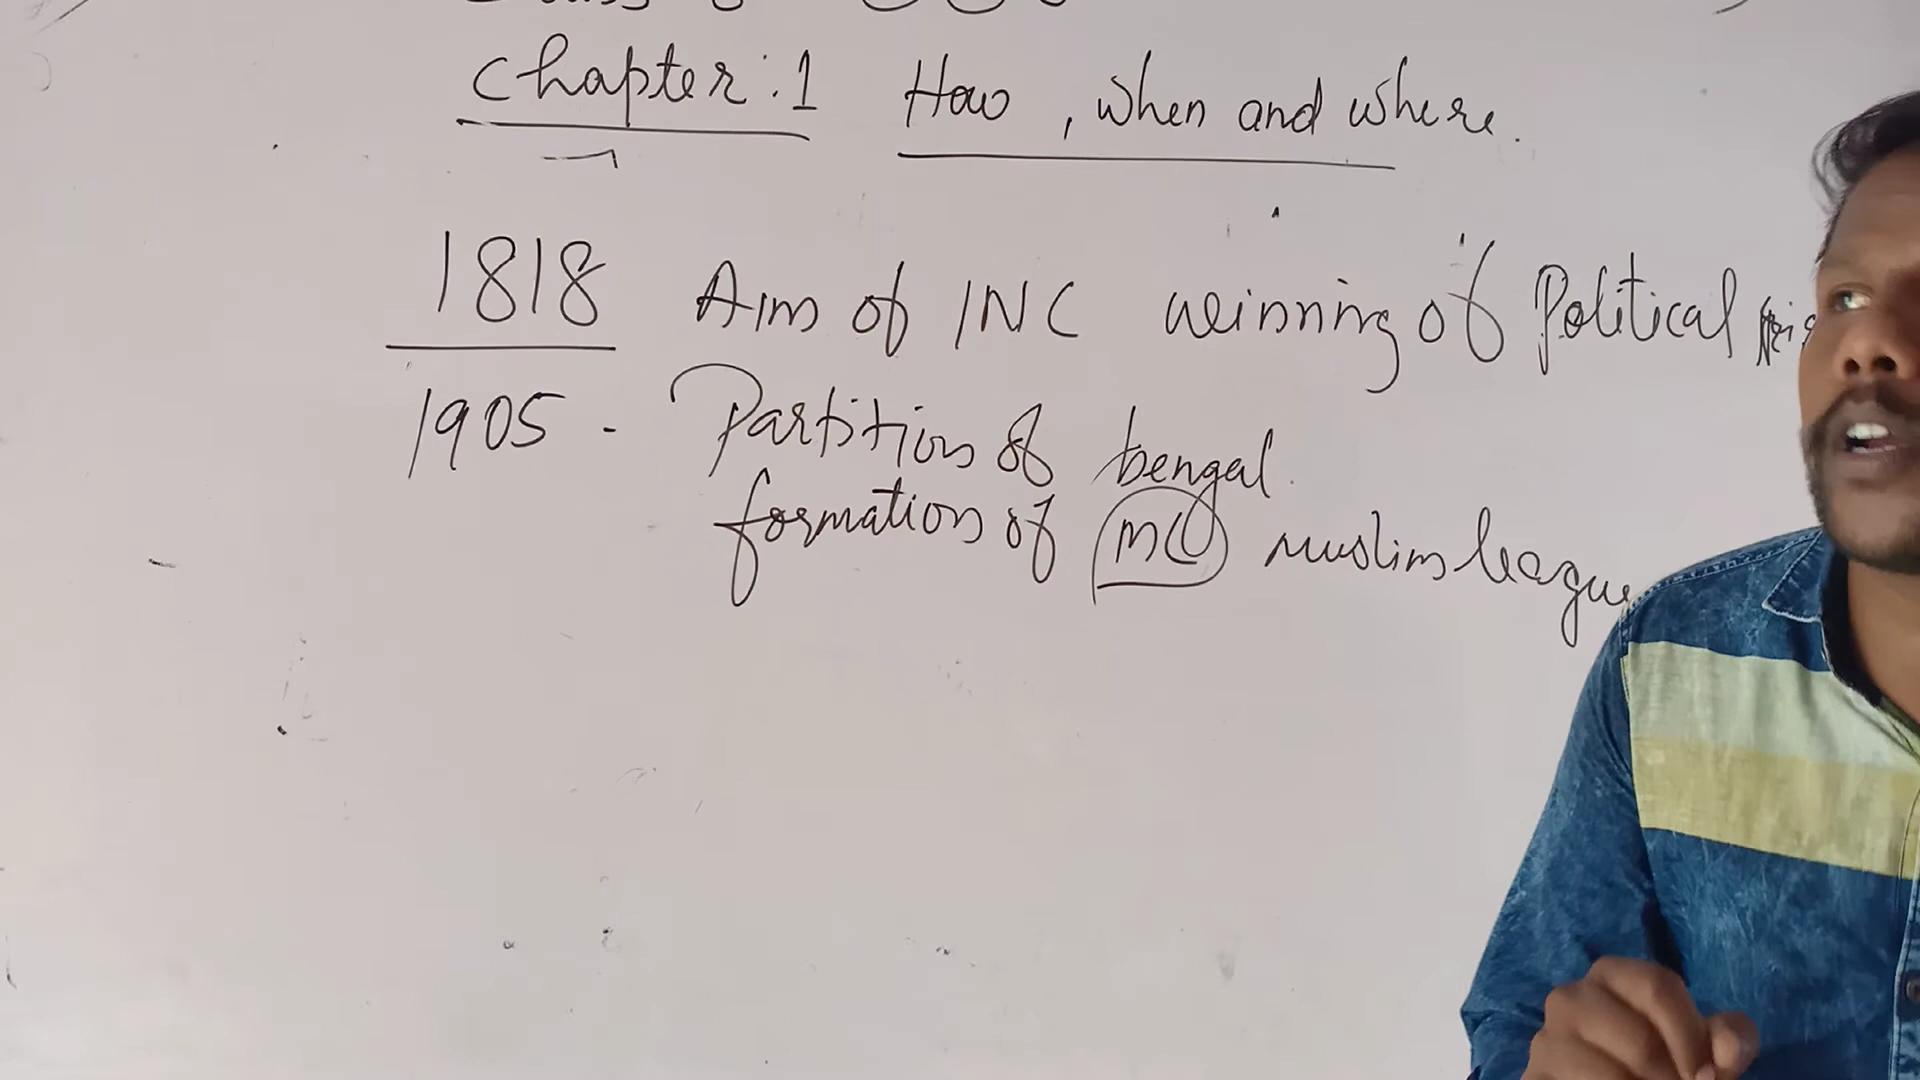 Chapter : 1 How , when and where .
1818 Aim of INC winning of Political
1905 - Partition of bengal .
formation of ML muslim league